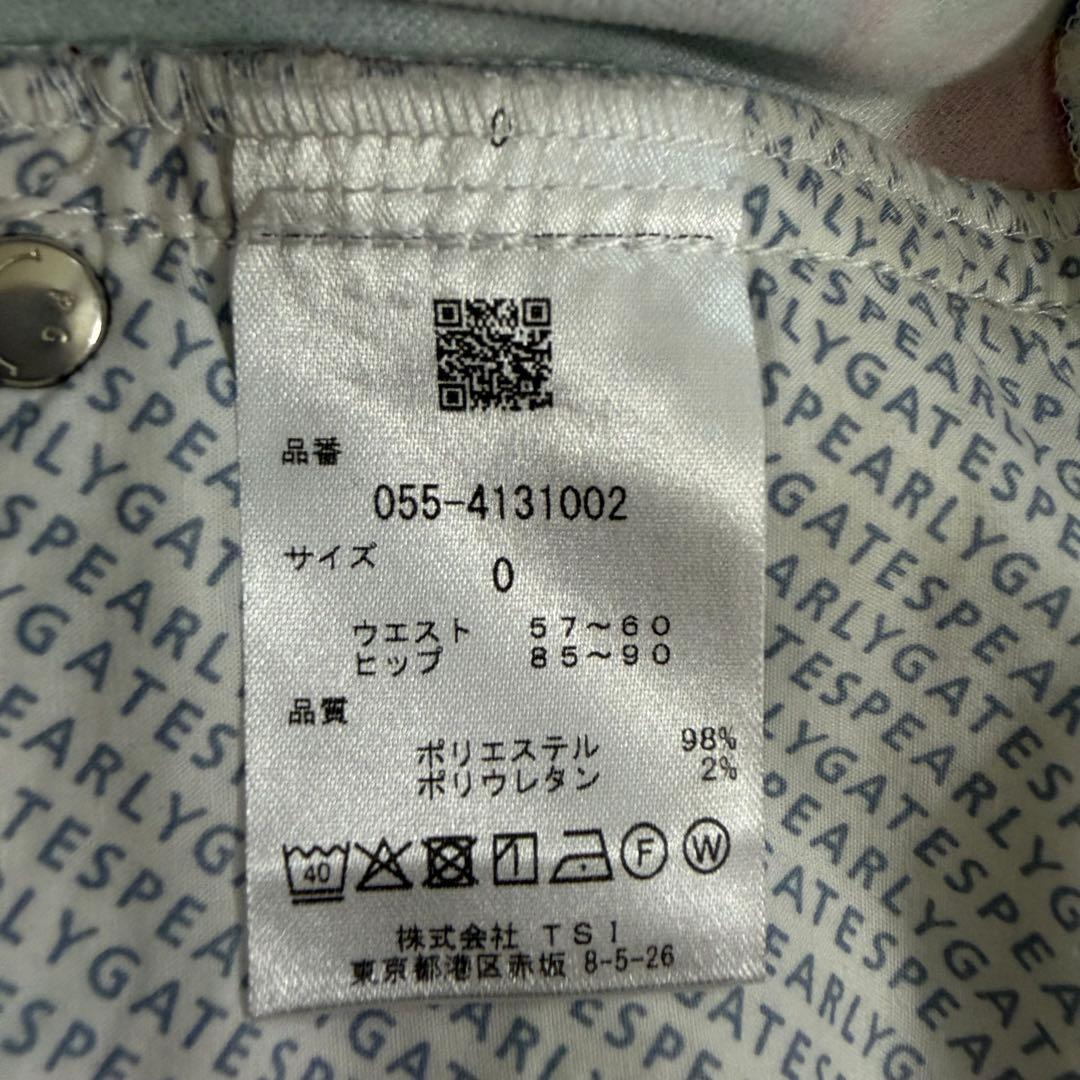 0
品番
055-4131002
サイズ
0
ウエスト 57~60
ヒップ 85~90
品質
ポリエステル 98%
ポリウレタン 2%
40 F W
株式会社 TSI
東京都港区赤坂 8-5-26
PEARLYGATES